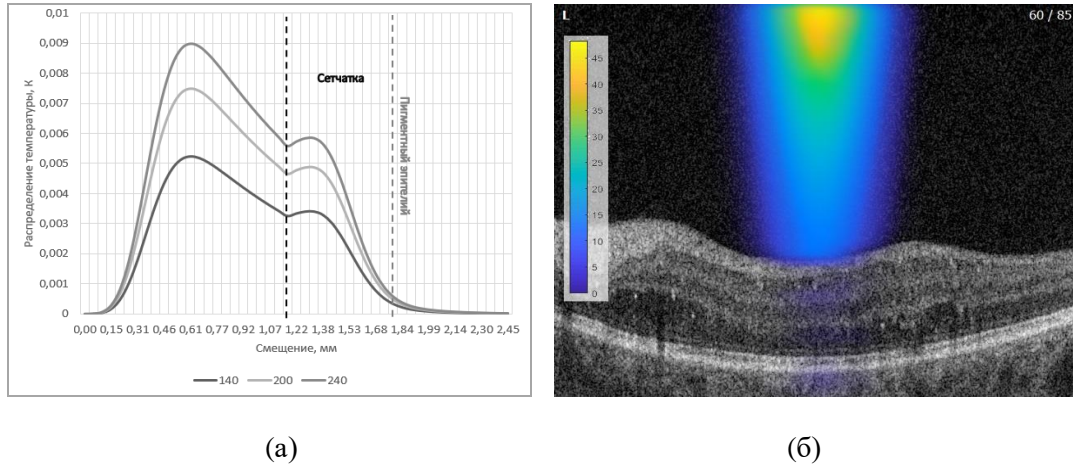 0,01
0,009
0,008
0,007
0,006
0,005
0,004
0,003
0,002
0,001
0
Распределение температуры, К
Сетчатка
Пигментный эпителий
0,00 0,15 0,31 0,46 0,61 0,77 0,92 1,07 1,22 1,38 1,53 1,68 1,84 1,99 2,14 2,30 2,45
Смещение, мм
140 200 240
L
60 / 85
45
40
35
30
25
20
15
10
5
0
(а)
(б)